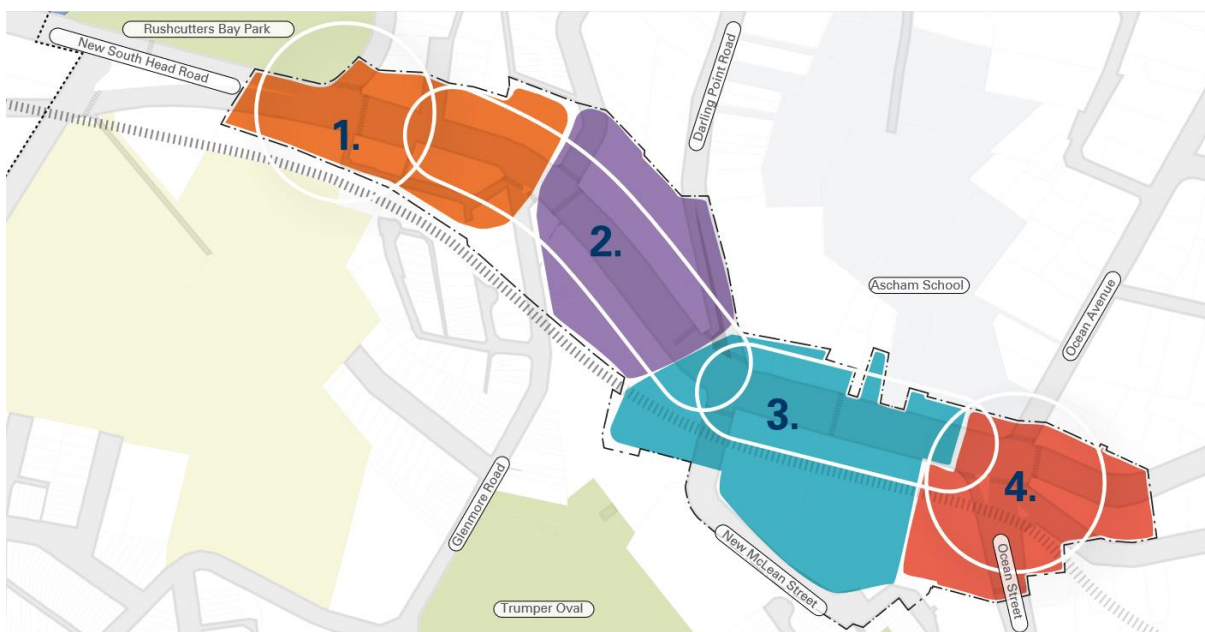 Rushcutters Bay Park
New South Head Road
Darling Point Road
1.
2.
Ascham School
Ocean Avenue
3.
4.
Glenmore Road
New McLean Street
Ocean Street
Trumper Oval